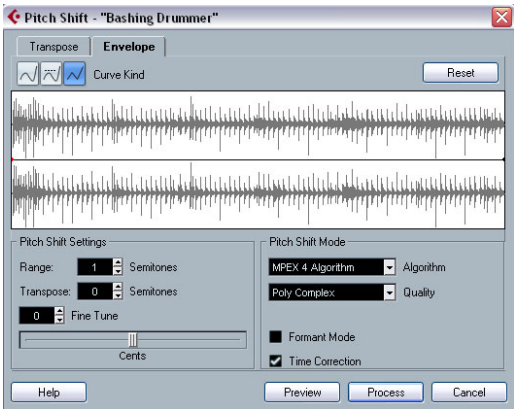 Pitch Shift - "Bashing Drummer"
Transpose Envelope
Curve Kind Reset
Pitch Shift Settings
Range: 1 Semitones
Transpose: 0 Semitones
0 Fine Tune
Cents
Pitch Shift Mode
MPEX 4 Algorithm Algorithm
Poly Complex Quality
Formant Mode
Time Correction
Help Preview Process Cancel